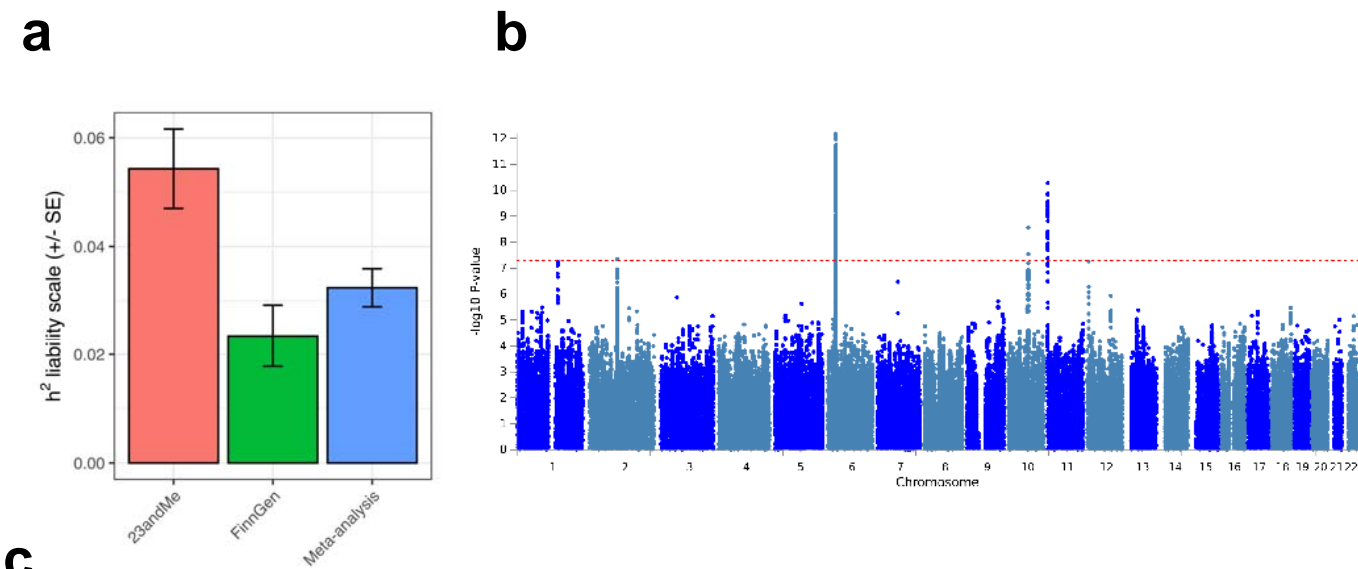 a
b
h² liability scale (+/- SE)
0.06
0.04
0.02
0.00
23andMe
FinnGen
Meta-analysis
-log10 P-value
12
11
10
9
8
7
6
5
4
3
2
1
0
1 2 3 4 5 6 7 8 9 10 11 12 13 14 15 16 17 18 19 20 21 22
Chromosome
c